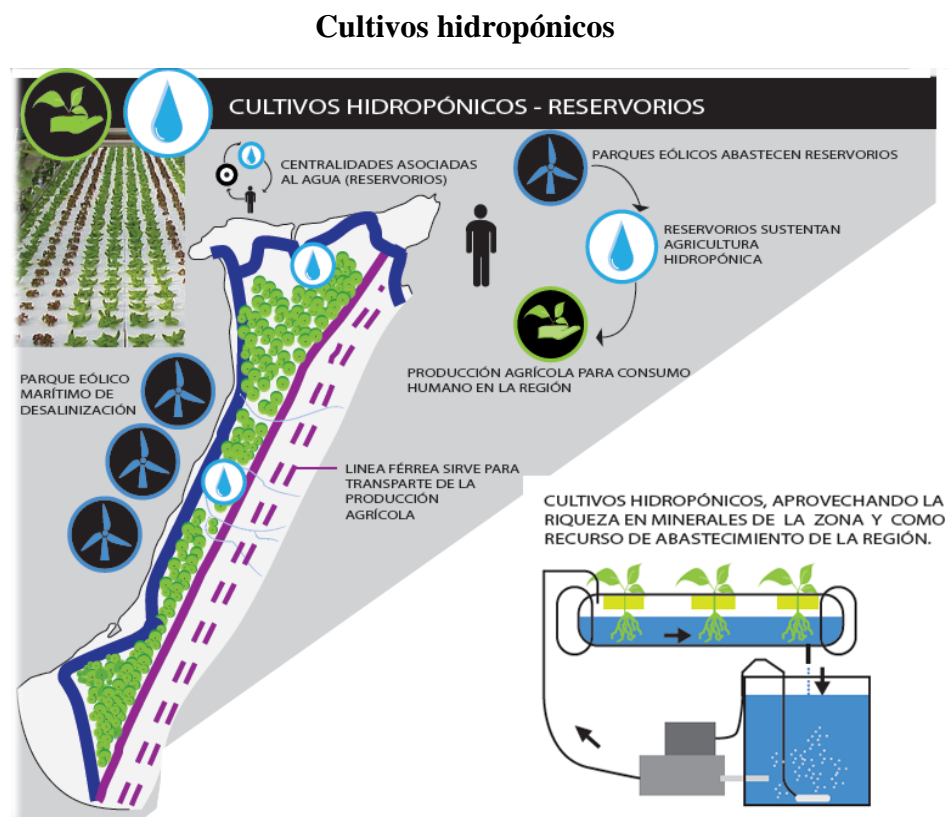 Cultivos hidropónicos
CULTIVOS HIDROPÓNICOS - RESERVORIOS
CENTRALIDADES ASOCIADAS
AL AGUA (RESERVORIOS)
PARQUES EÓLICOS ABASTECEN RESERVORIOS
RESERVORIOS SUSTENTAN
AGRICULTURA
HIDROPÓNICA
PRODUCCIÓN AGRÍCOLA PARA CONSUMO
HUMANO EN LA REGIÓN
PARQUE EÓLICO
MARÍTIMO DE
DESALINIZACIÓN
LINEA FÉRREA SIRVE PARA
TRANSPARTE DE LA
PRODUCCIÓN
AGRÍCOLA
CULTIVOS HIDROPÓNICOS, APROVECHANDO LA
RIQUEZA EN MINERALES DE LA ZONA Y COMO
RECURSO DE ABASTECIMIENTO DE LA REGIÓN.